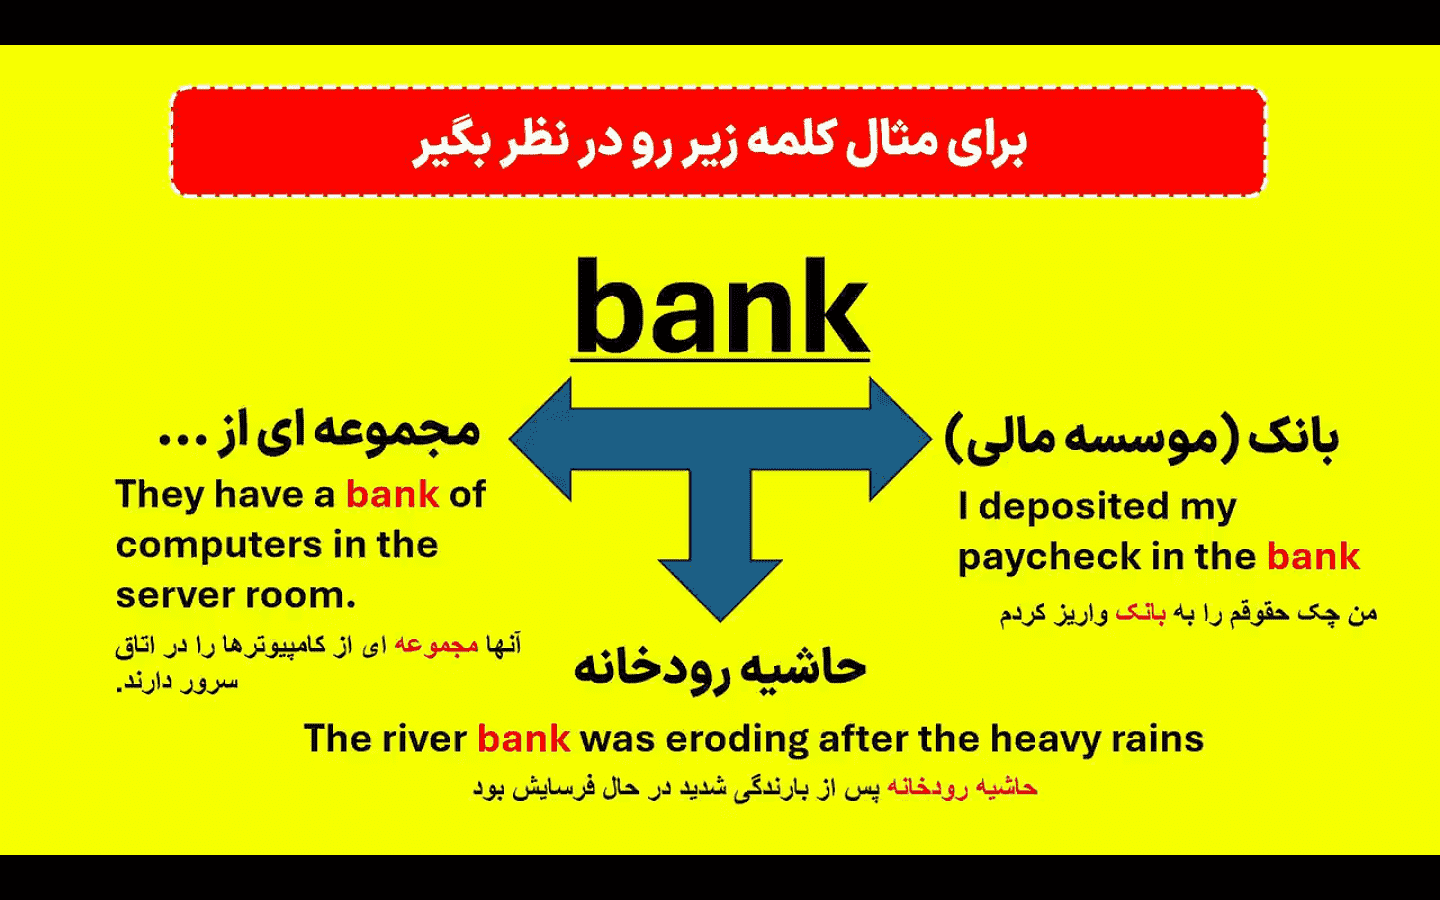 برای مثال کلمه زیر رو در نظر بگیر
bank
بانک (موسسه مالی)
I deposited my
paycheck in the bank
من چک حقوقم را به بانک واریز کردم
مجموعه ای از ...
They have a bank of
computers in the
server room.
آنها مجموعه ای از کامپیوترها را در اتاق
سرور دارند.
حاشیه رودخانه
The river bank was eroding after the heavy rains
حاشیه رودخانه پس از بارندگی شدید در حال فرسایش بود